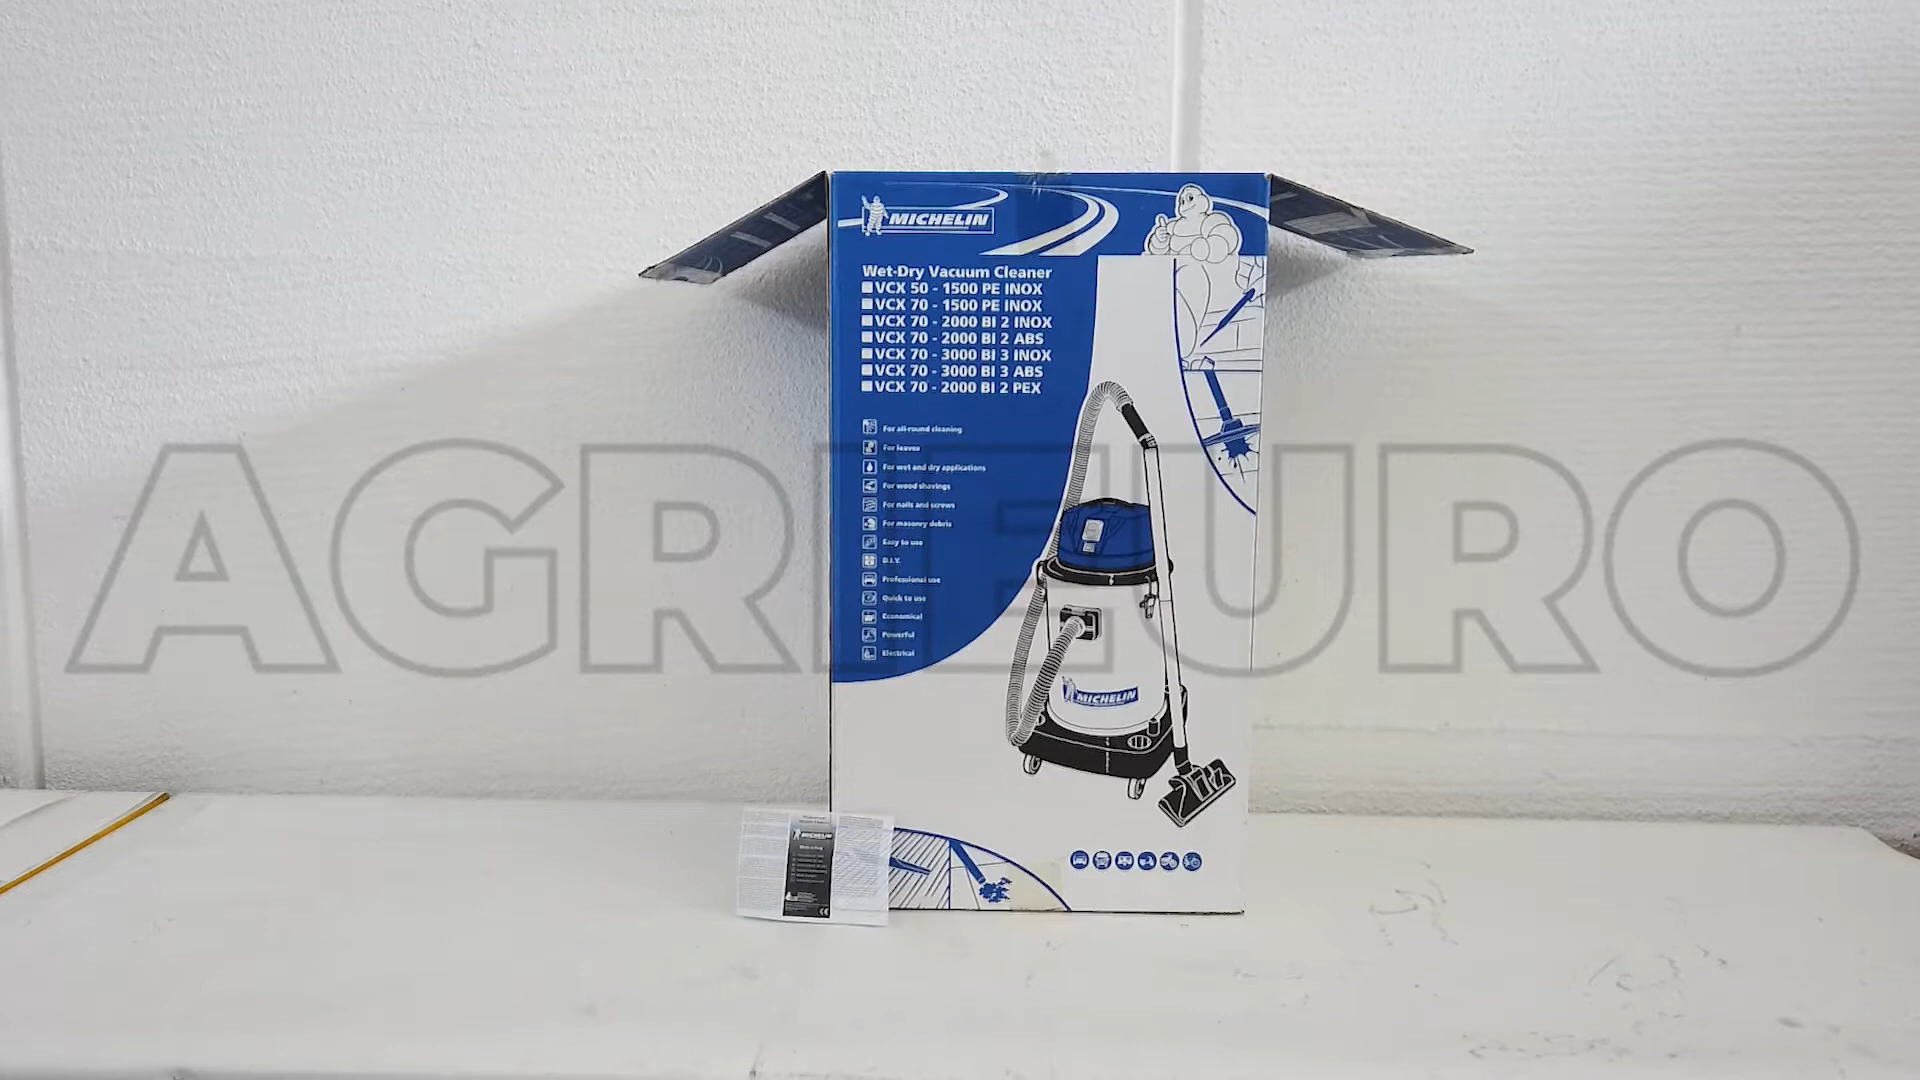 MICHELIN
Wet-Dry Vacuum Cleaner
VCX 50 - 1500 PE INOX
VCX 70 - 1500 PE INOX
VCX 70 - 2000 BI 2 INOX
VCX 70 - 2000 BI 2 ABS
VCX 70 - 3000 BI 3 INOX
VCX 70 - 3000 BI 3 ABS
VCX 70 - 2000 BI 2 PEX
For all-round cleaning
For leaves
For wet and dry applications
For wood shavings
For nails and screws
For masonry debris
Easy to use
D.I.Y.
Professional use
Quick to use
Economical
Powerful
Electrical
AGRIEURO
MICHELIN
MICHELIN
CE